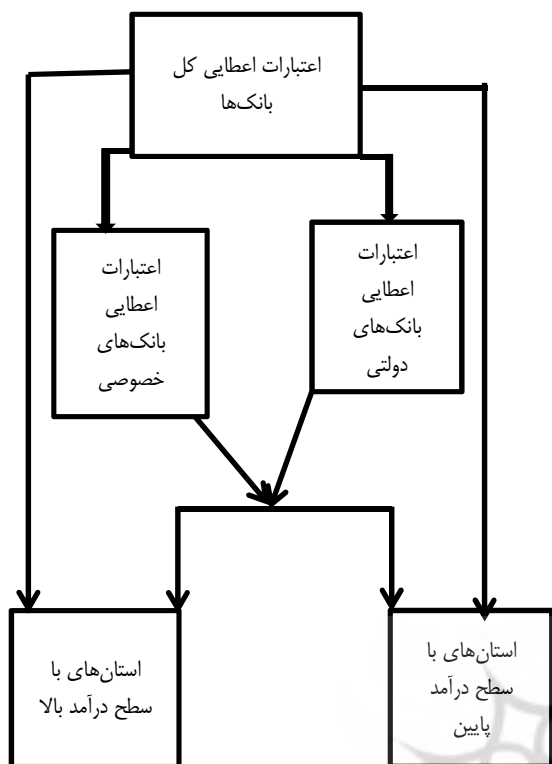 اعتبارات اعطایی کل
بانک‌ها
اعتبارات
اعطایی
بانک‌های
دولتی
اعتبارات
اعطایی
بانک‌های
خصوصی
استان‌های با
سطح درآمد
پایین
استان‌های با
سطح درآمد بالا